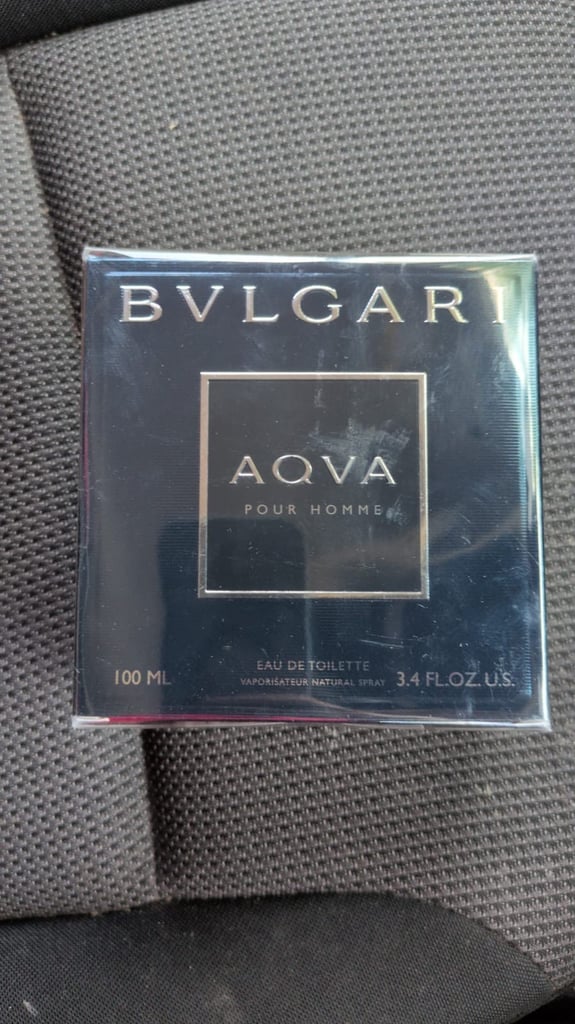 BVLGARI
AQVA
POUR HOMME
EAU DE TOILETTE
100 ML VAPORISATEUR NATURAL SPRAY 3.4 FL.OZ. U.S.